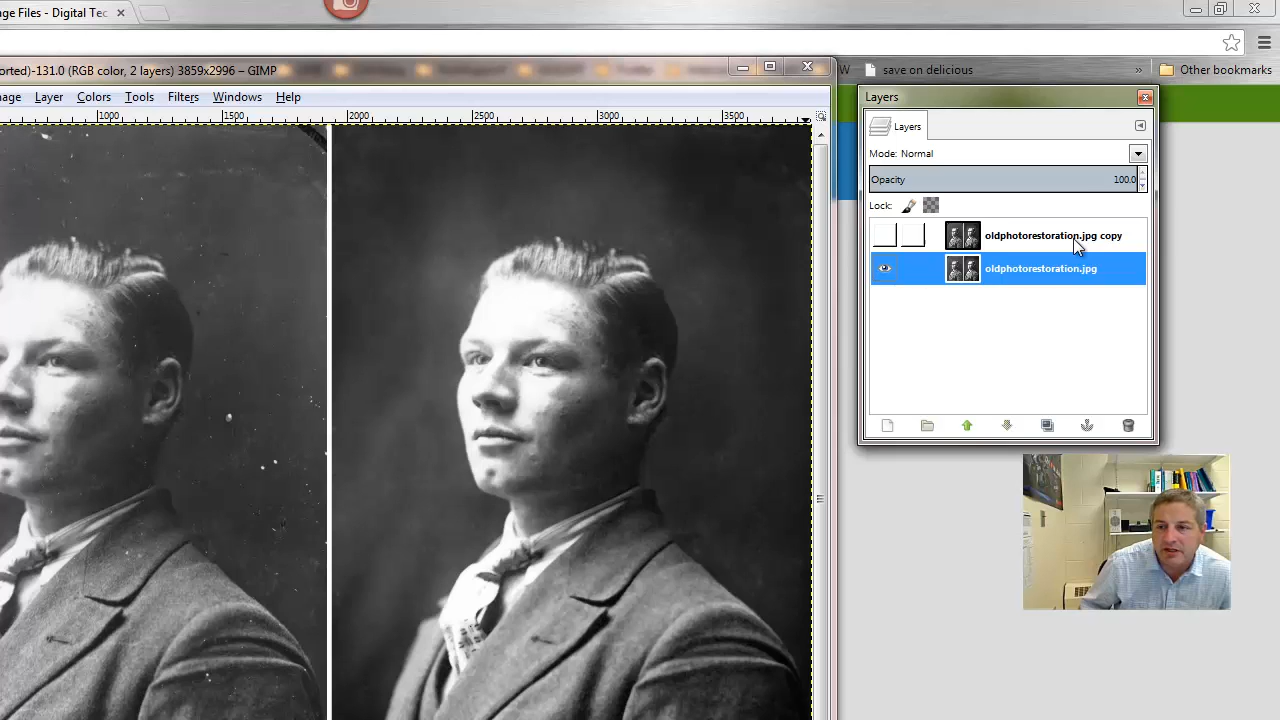 age Files - Digital Tec
W
save on delicious
»
Other bookmarks
orted)-131.0 (RGB color, 2 layers) 3859x2996 – GIMP
mage Layer Colors Tools Filters Windows Help
1000 1500 2000 2500 3000 3500
Layers
Layers
Mode: Normal
Opacity 100.0
Lock:
oldphotorestoration.jpg copy
oldphotorestoration.jpg